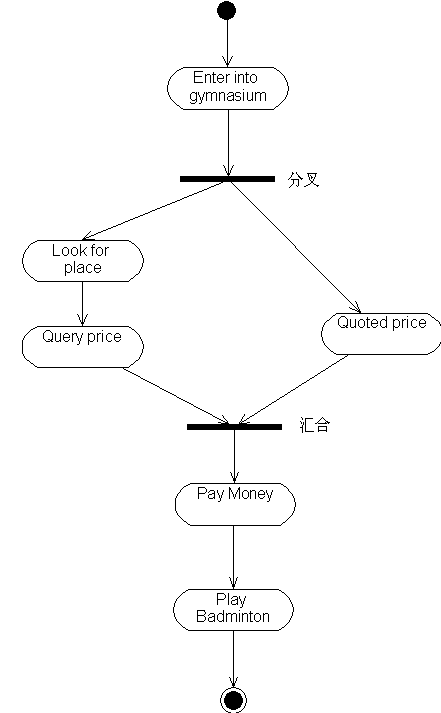 Enter into
gymnasium
分叉
Look for
place
Query price
Quoted price
汇合
Pay Money
Play
Badminton